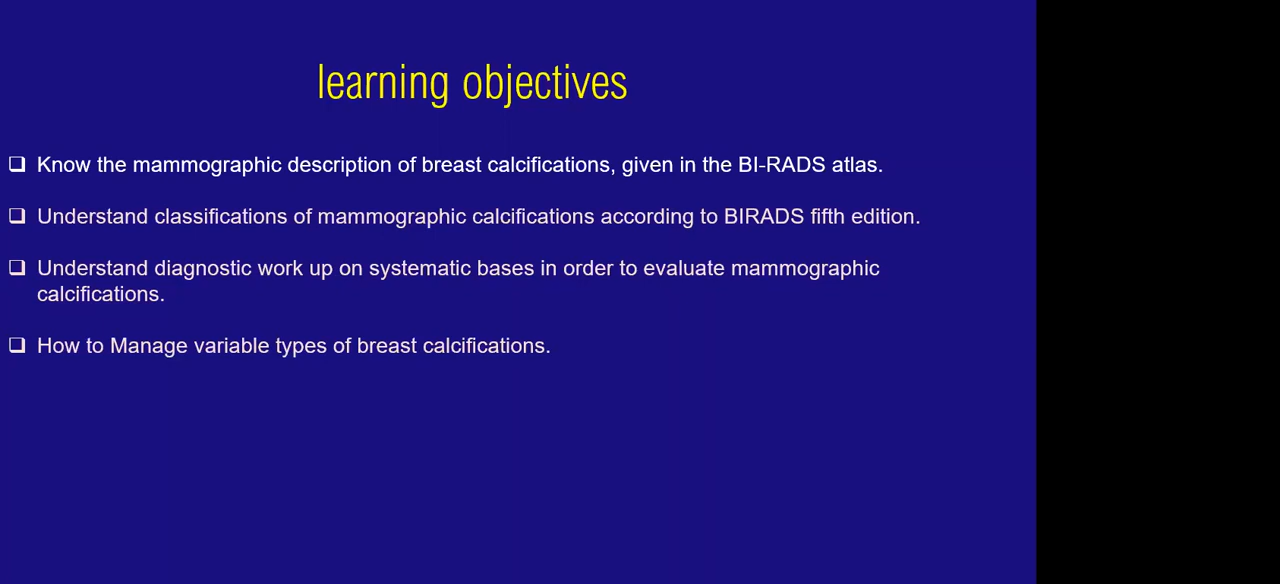 learning objectives
❑ Know the mammographic description of breast calcifications, given in the BI-RADS atlas.
❑ Understand classifications of mammographic calcifications according to BIRADS fifth edition.
❑ Understand diagnostic work up on systematic bases in order to evaluate mammographic
calcifications.
❑ How to Manage variable types of breast calcifications.